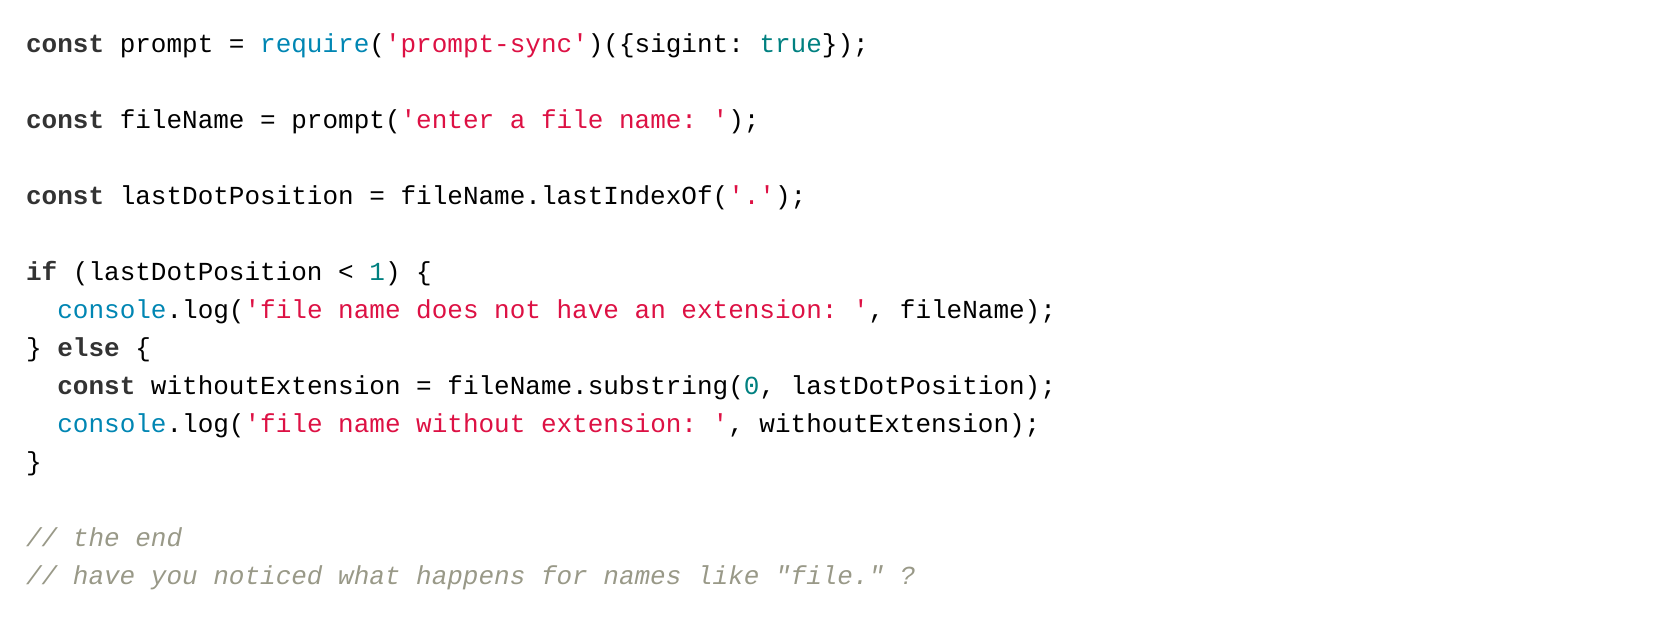 const prompt = require('prompt-sync')({sigint: true});
const fileName = prompt('enter a file name: ');
const lastDotPosition = fileName.lastIndexOf('.');
if (lastDotPosition < 1) {
  console.log('file name does not have an extension: ', fileName);
} else {
  const withoutExtension = fileName.substring(0, lastDotPosition);
  console.log('file name without extension: ', withoutExtension);
}
// the end
// have you noticed what happens for names like "file." ?